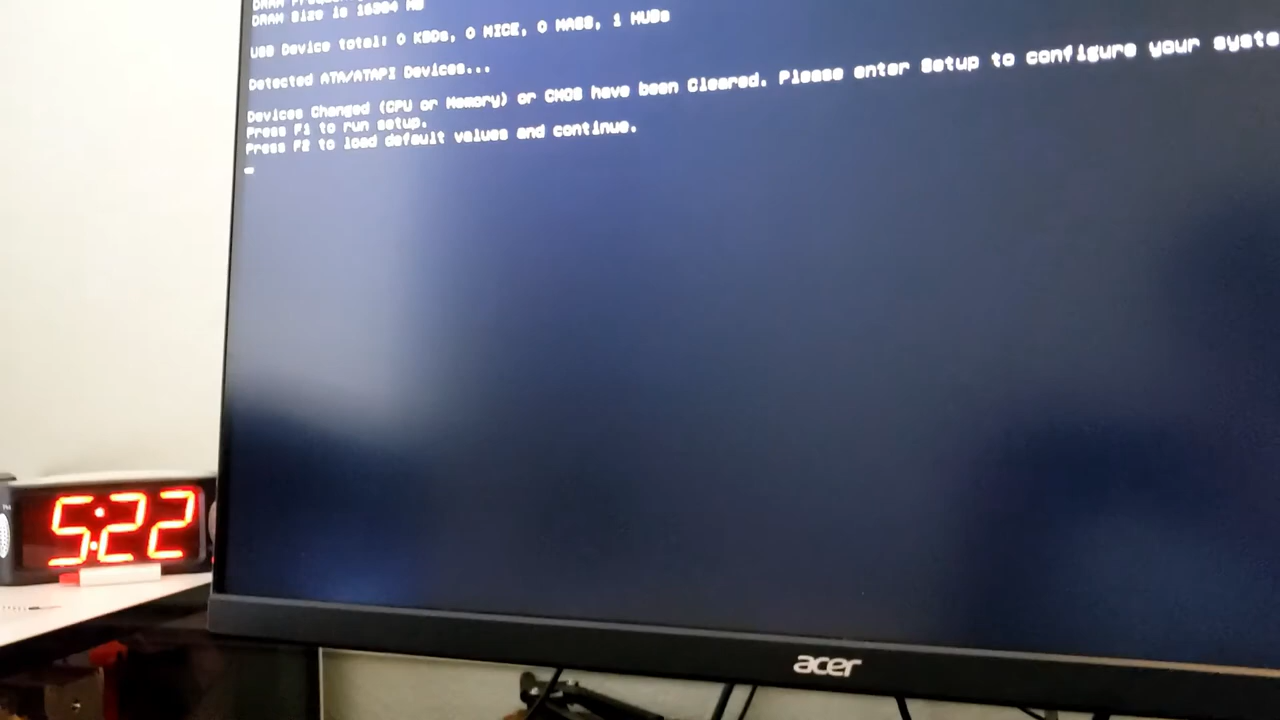 DRAM Frequen
DRAM Size is 16384 MB
USB Device total: 0 KBDs, 0 MICE, 0 MASS, 1 HUBs
Detected ATA/ATAPI Devices...
Devices Changed (CPU or Memory) or CMOS have been Cleared. Please enter Setup to configure your syste
Press F1 to run setup.
Press F2 to load default values and continue.
5:22
acer